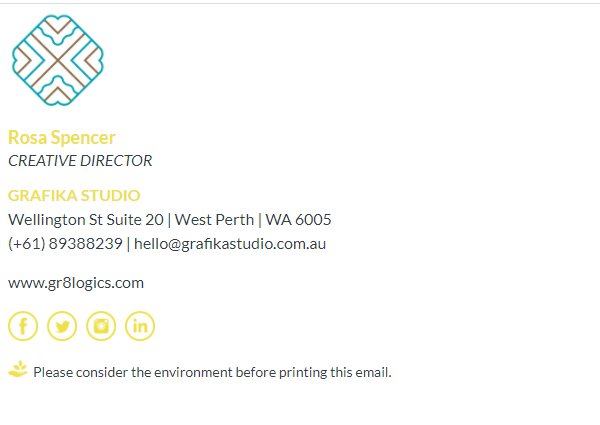 Rosa Spencer
CREATIVE DIRECTOR
GRAFIKA STUDIO
Wellington St Suite 20 | West Perth | WA 6005
(+61) 89388239 | hello@grafikastudio.com.au
www.gr8logics.com
f in
Please consider the environment before printing this email.